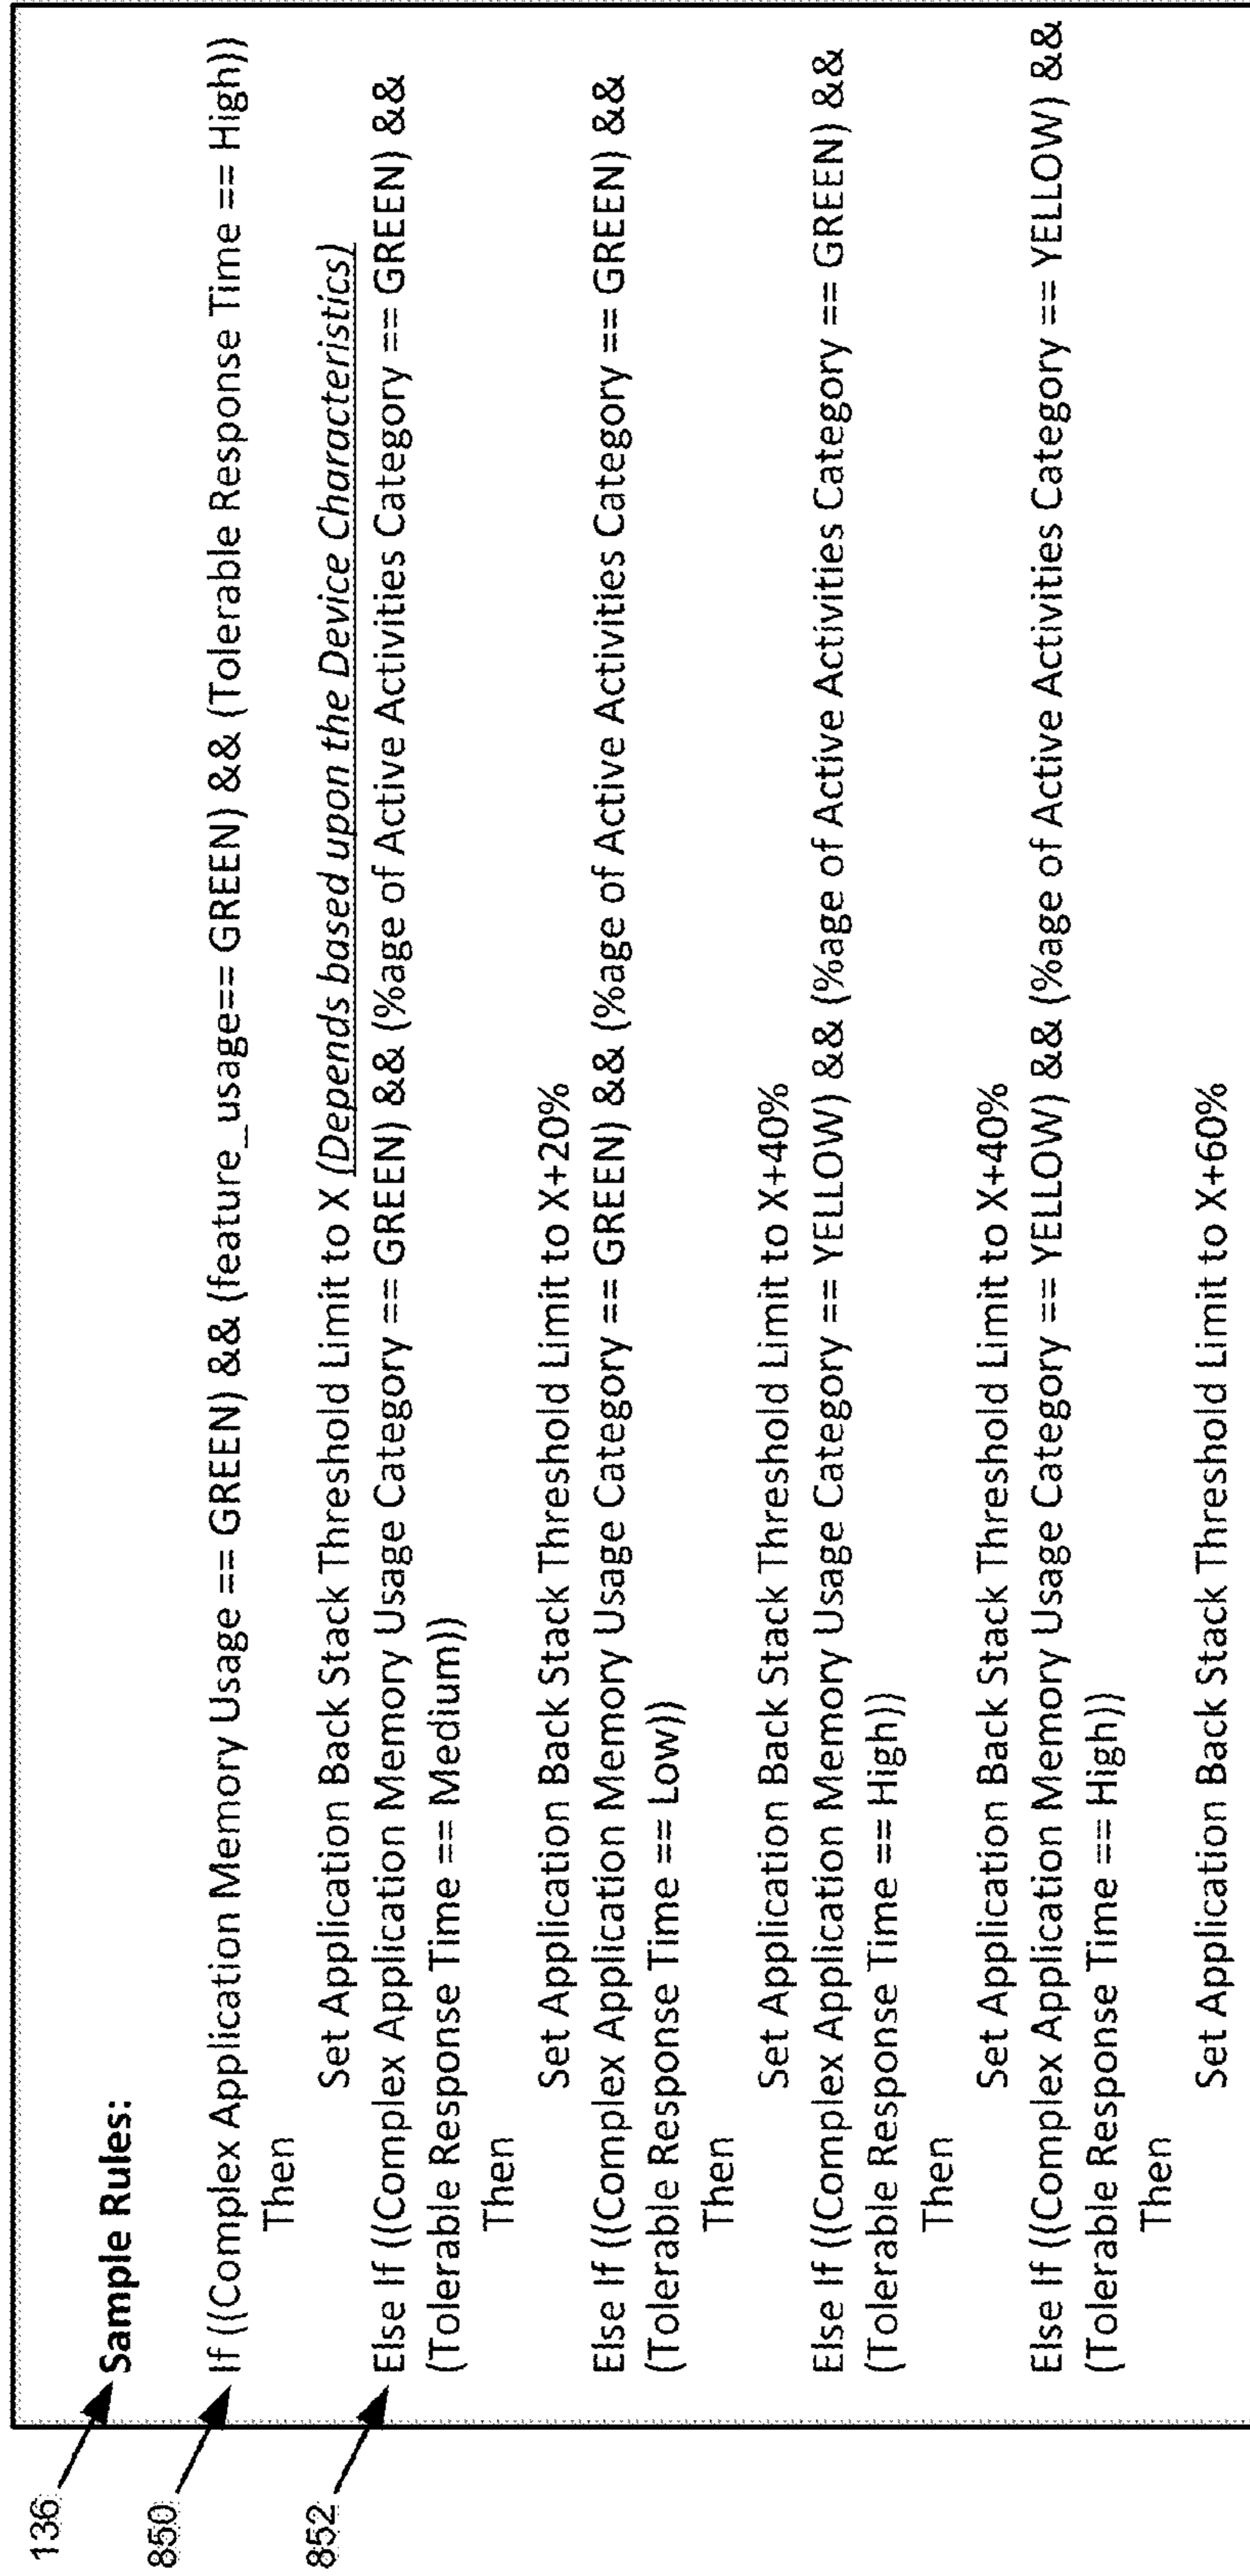 136
Sample Rules:
850
If ((Complex Application Memory Usage == GREEN) && (feature_usage== GREEN) && (Tolerable Response Time == High))
Then
Set Application Back Stack Threshold Limit to X (Depends based upon the Device Characteristics)
852
Else If ((Complex Application Memory Usage Category == GREEN) && (%age of Active Activities Category == GREEN) &&
(Tolerable Response Time == Medium))
Then
Set Application Back Stack Threshold Limit to X+20%
Else If ((Complex Application Memory Usage Category == GREEN) && (%age of Active Activities Category == GREEN) &&
(Tolerable Response Time == Low))
Then
Set Application Back Stack Threshold Limit to X+40%
Else If ((Complex Application Memory Usage Category == YELLOW) && (%age of Active Activities Category == GREEN) &&
(Tolerable Response Time == High))
Then
Set Application Back Stack Threshold Limit to X+40%
Else If ((Complex Application Memory Usage Category == YELLOW) && (%age of Active Activities Category == YELLOW) &&
(Tolerable Response Time == High))
Then
Set Application Back Stack Threshold Limit to X+60%